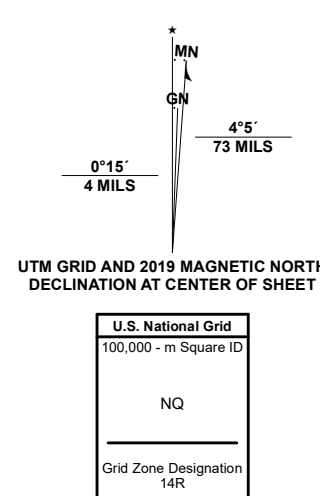 ★
MN
GN
4°5´
73 MILS
0°15´
4 MILS
UTM GRID AND 2019 MAGNETIC NORTH
DECLINATION AT CENTER OF SHEET
U.S. National Grid
100,000 - m Square ID
NQ
Grid Zone Designation
14R